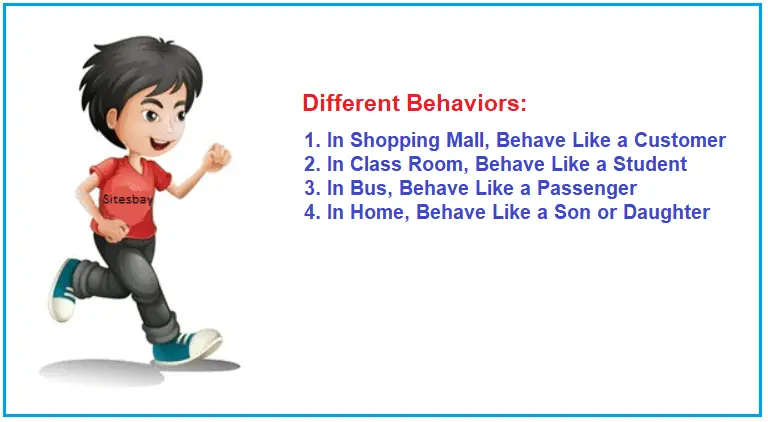 Different Behaviors:
1. In Shopping Mall, Behave Like a Customer
2. In Class Room, Behave Like a Student
3. In Bus, Behave Like a Passenger
4. In Home, Behave Like a Son or Daughter
Sitesbay